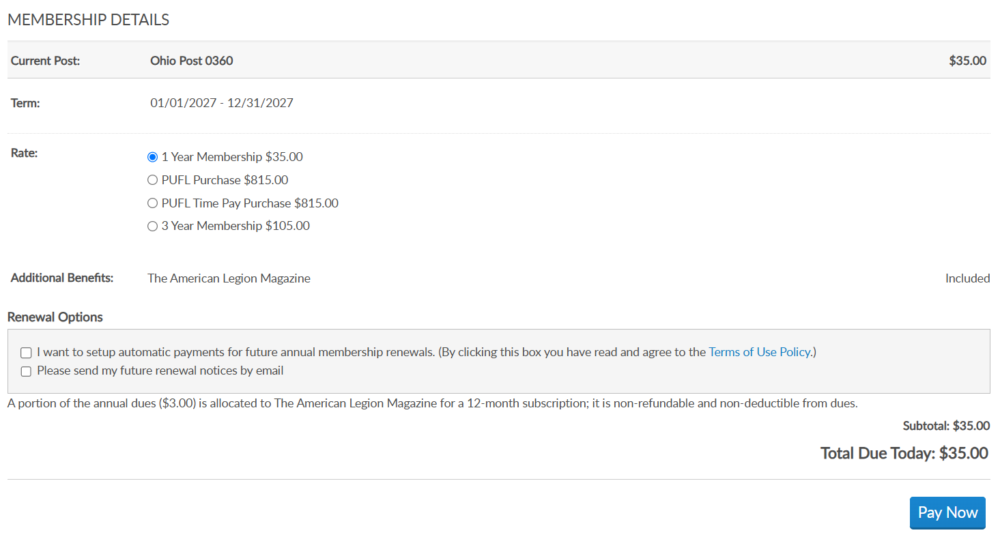 MEMBERSHIP DETAILS
Current Post: Ohio Post 0360 $35.00
Term: 01/01/2027 - 12/31/2027
Rate:
1 Year Membership $35.00
PUFL Purchase $815.00
PUFL Time Pay Purchase $815.00
3 Year Membership $105.00
Additional Benefits: The American Legion Magazine Included
Renewal Options
I want to setup automatic payments for future annual membership renewals. (By clicking this box you have read and agree to the Terms of Use Policy.)
Please send my future renewal notices by email
A portion of the annual dues ($3.00) is allocated to The American Legion Magazine for a 12-month subscription; it is non-refundable and non-deductible from dues.
Subtotal: $35.00
Total Due Today: $35.00
Pay Now